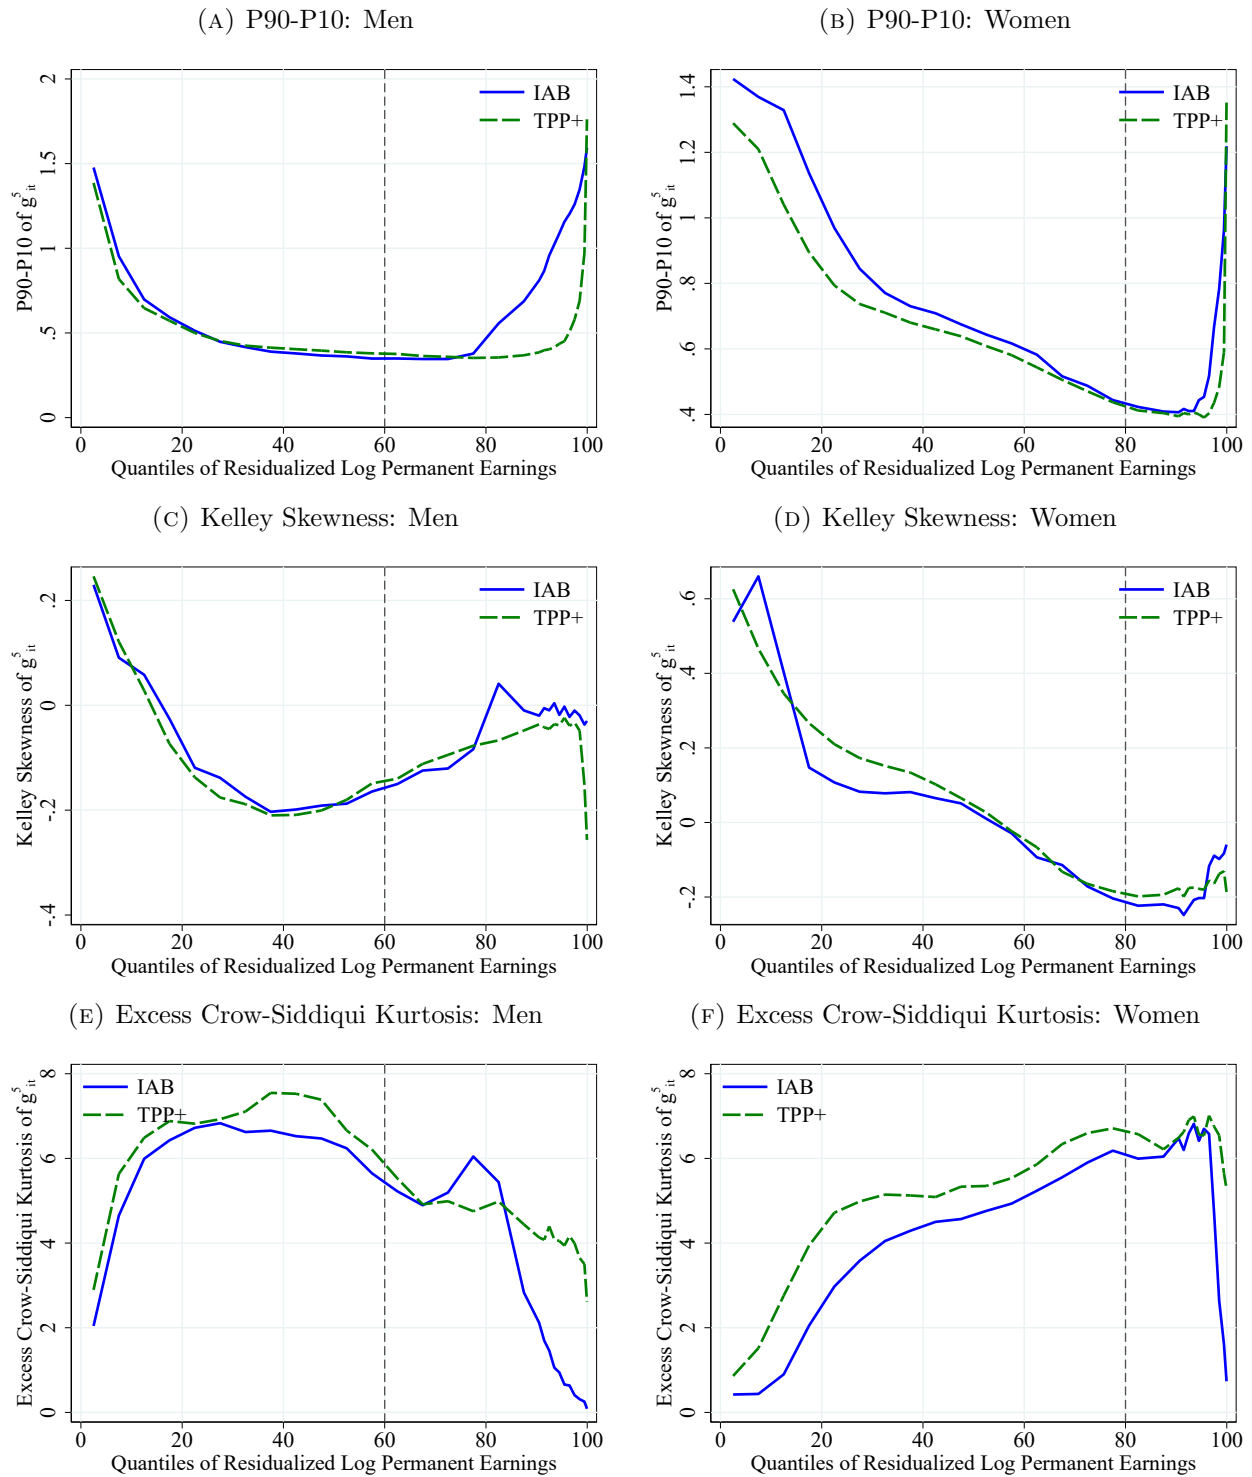 (A) P90-P10: Men
P90-P10 of g⁵ᵢₜ
2
1.5
1
.5
0
IAB
TPP+
0 20 40 60 80 100
Quantiles of Residualized Log Permanent Earnings
(B) P90-P10: Women
P90-P10 of g⁵ᵢₜ
1.4
1.2
1
.8
.6
.4
IAB
TPP+
0 20 40 60 80 100
Quantiles of Residualized Log Permanent Earnings
(C) Kelley Skewness: Men
Kelley Skewness of g⁵ᵢₜ
.2
0
-.2
-.4
IAB
TPP+
0 20 40 60 80 100
Quantiles of Residualized Log Permanent Earnings
(D) Kelley Skewness: Women
Kelley Skewness of g⁵ᵢₜ
.6
.4
.2
0
-.2
IAB
TPP+
0 20 40 60 80 100
Quantiles of Residualized Log Permanent Earnings
(E) Excess Crow-Siddiqui Kurtosis: Men
Excess Crow-Siddiqui Kurtosis of g⁵ᵢₜ
8
6
4
2
0
IAB
TPP+
0 20 40 60 80 100
Quantiles of Residualized Log Permanent Earnings
(F) Excess Crow-Siddiqui Kurtosis: Women
Excess Crow-Siddiqui Kurtosis of g⁵ᵢₜ
8
6
4
2
0
IAB
TPP+
0 20 40 60 80 100
Quantiles of Residualized Log Permanent Earnings